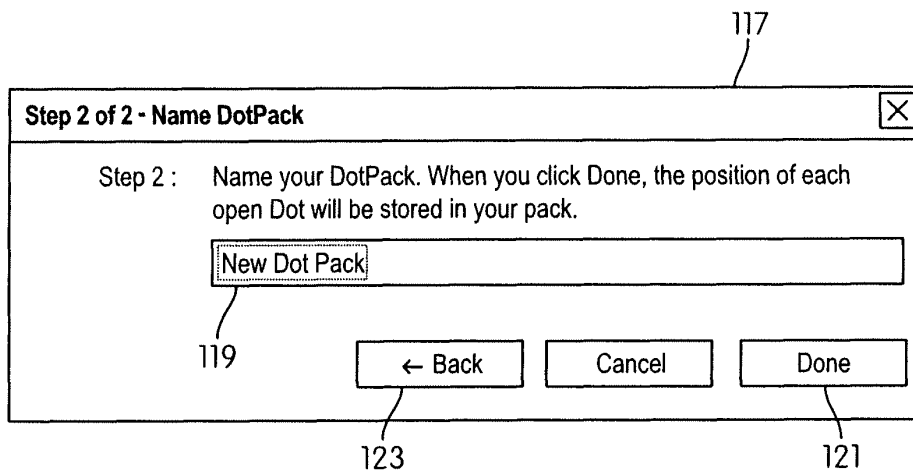 117
Step 2 of 2 - Name DotPack
Step 2 : Name your DotPack. When you click Done, the position of each
open Dot will be stored in your pack.
New Dot Pack
119
← Back Cancel Done
123 121